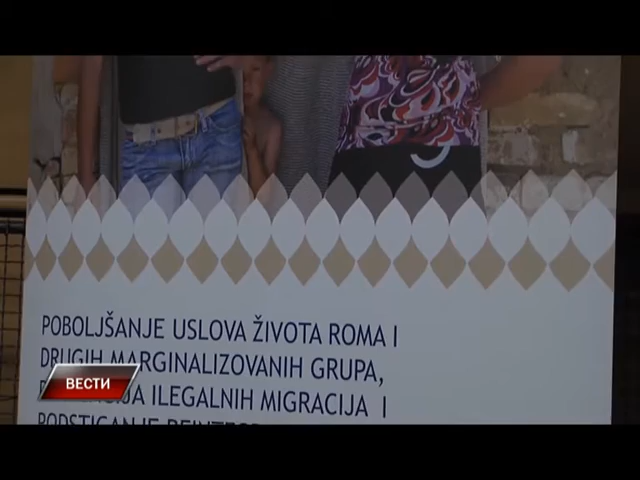 POBOLJŠANJE USLOVA ŽIVOTA ROMA I
DRUGIH MARGINALIZOVANIH GRUPA,
ILEGALNIH MIGRACIJA I
PODSTICANJE
ВЕСТИ